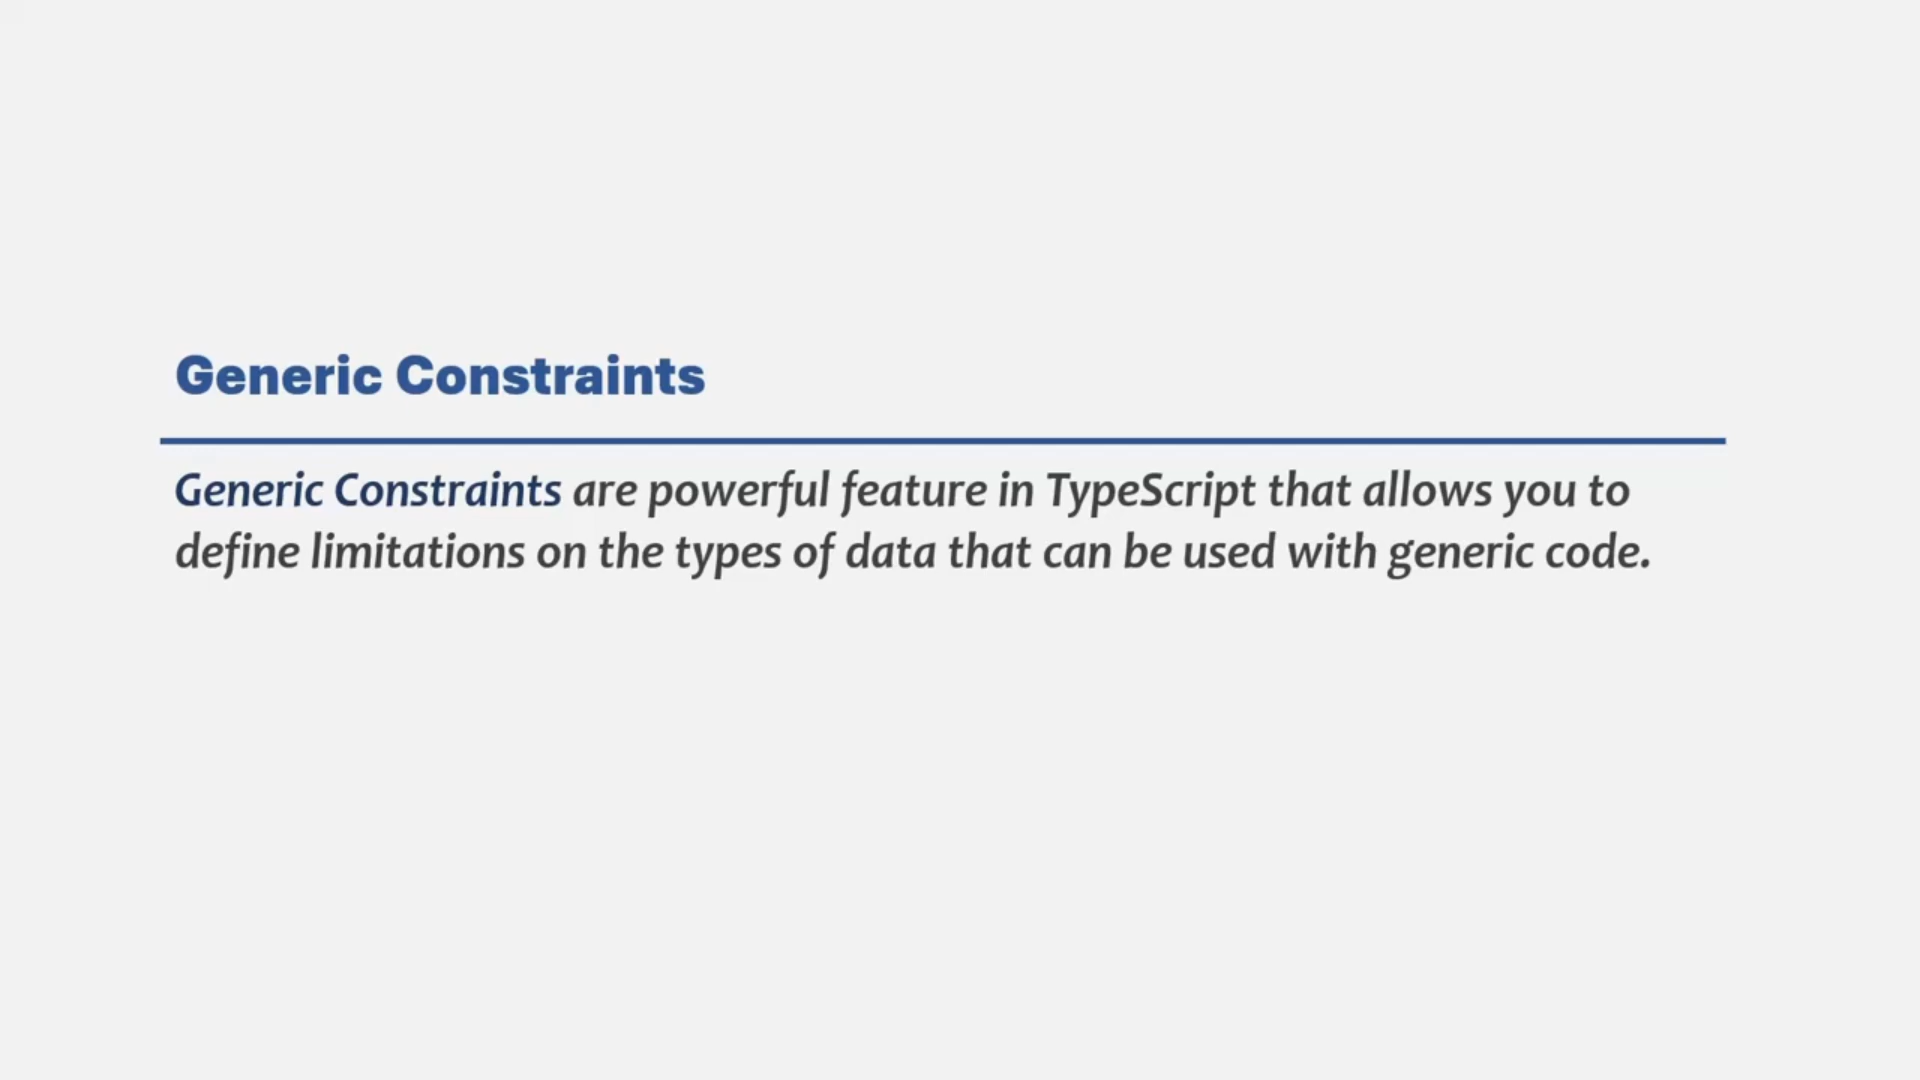 Generic Constraints
Generic Constraints are powerful feature in TypeScript that allows you to
define limitations on the types of data that can be used with generic code.